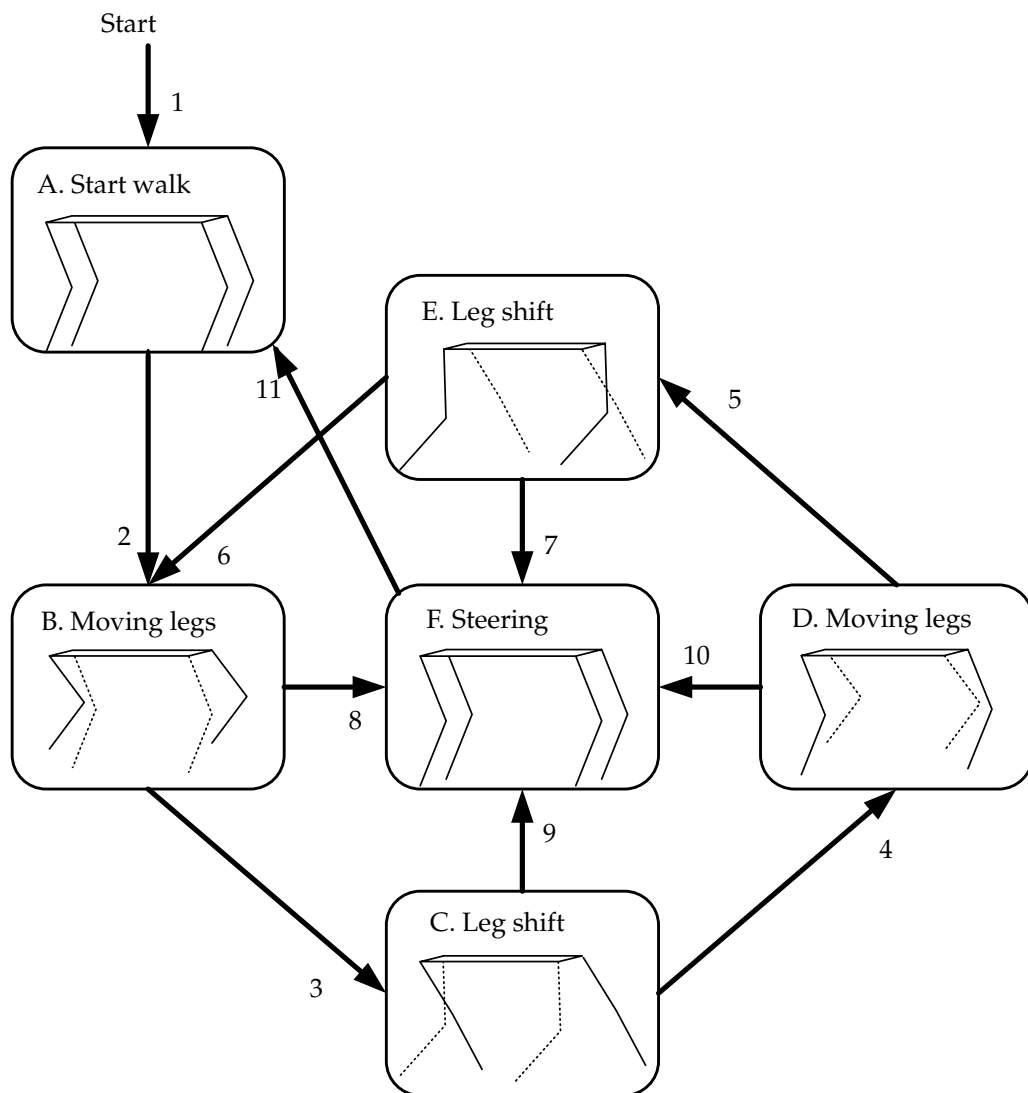 Start
1
A. Start walk
E. Leg shift
11
5
2
6
7
B. Moving legs
F. Steering
D. Moving legs
10
8
9
4
C. Leg shift
3